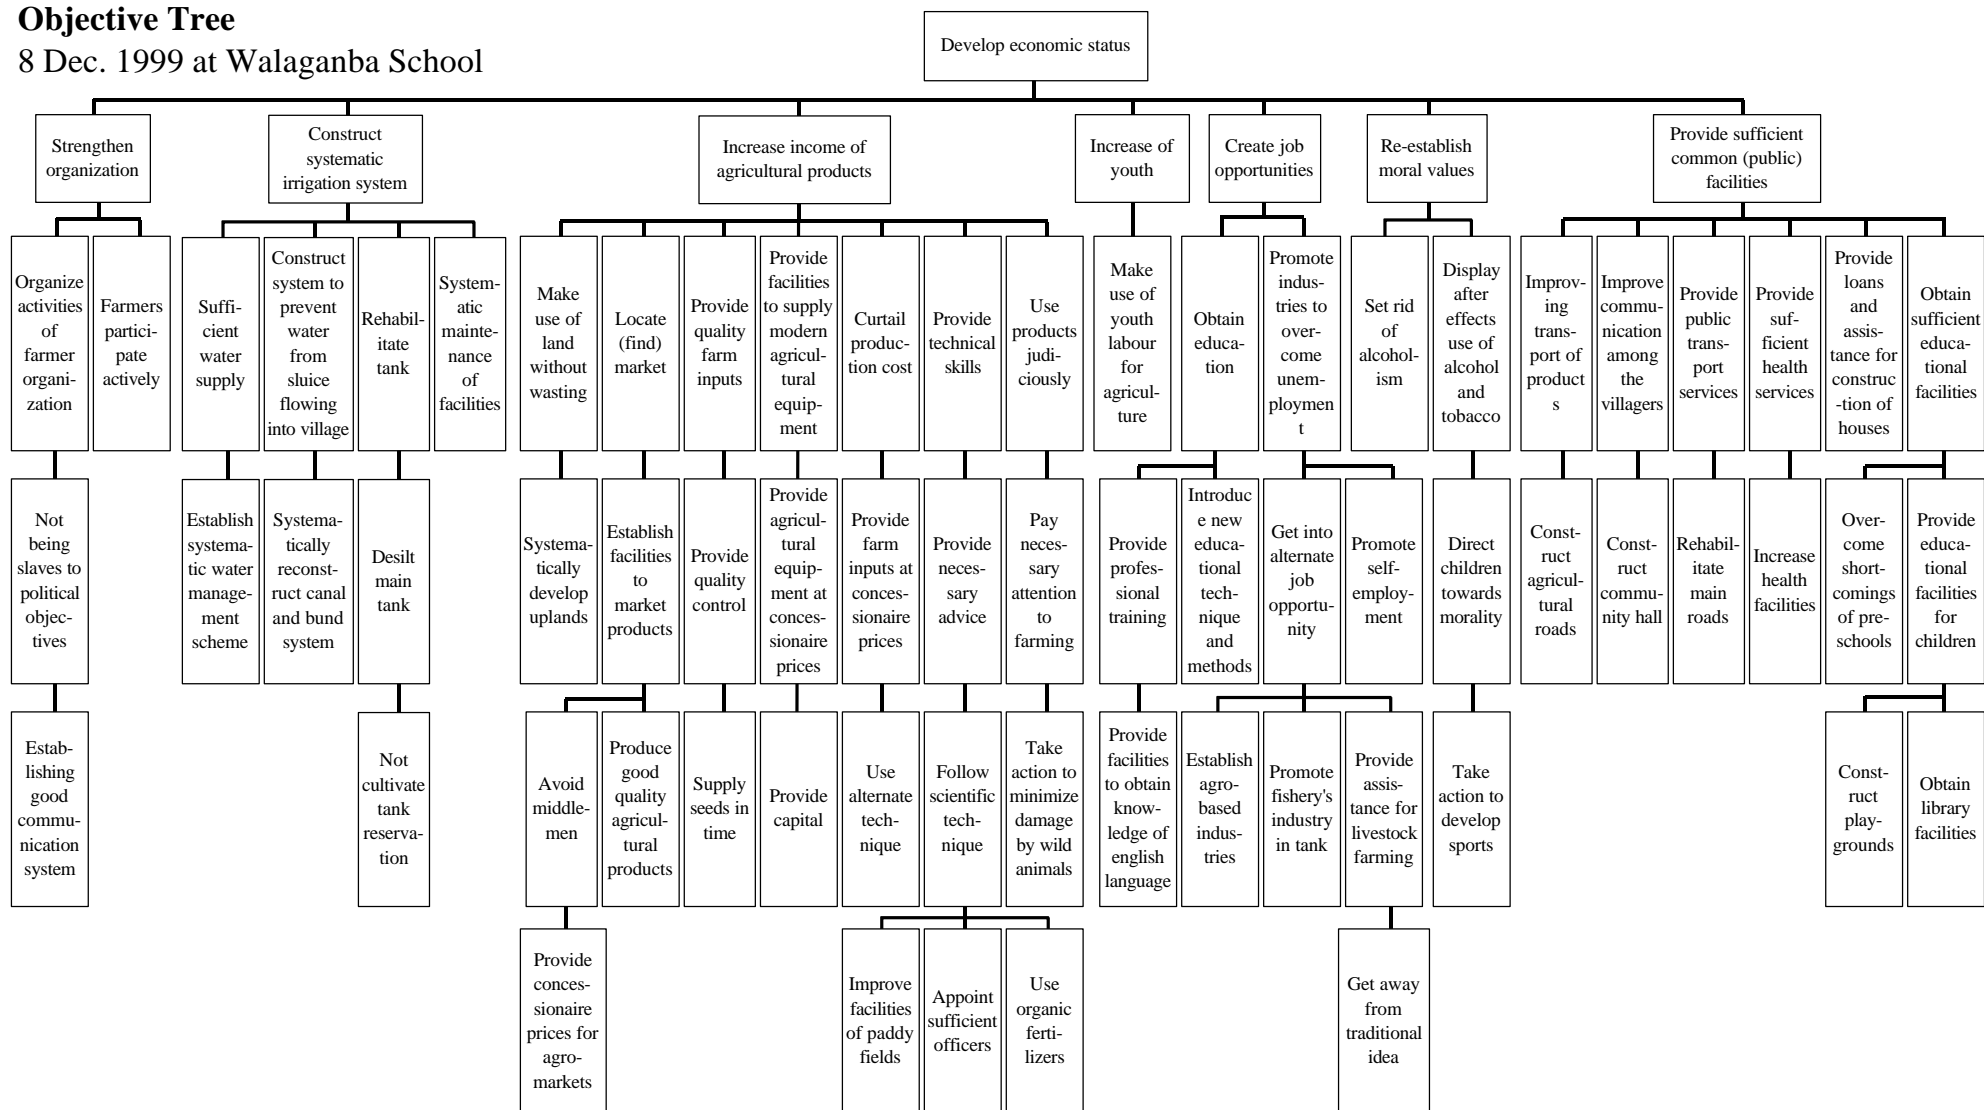 Objective Tree
8 Dec. 1999 at Walaganba School
Develop economic status
Strengthen
organization
Construct
systematic
irrigation system
Increase income of
agricultural products
Increase of
youth
Create job
opportunities
Re-establish
moral values
Provide sufficient
common (public)
facilities
Organize
activities
of
farmer
organi-
zation
Farmers
partici-
pate
actively
Suffi-
cient
water
supply
Construct
system to
prevent
water
from
sluice
flowing
into village
Rehabil-
itate
tank
System-
atic
mainte-
nance
of
facilities
Make
use of
land
without
wasting
Locate
(find)
market
Provide
quality
farm
inputs
Provide
facilities
to supply
modern
agricul-
tural
equip-
ment
Curtail
produc-
tion cost
Provide
technical
skills
Use
products
judi-
ciously
Make
use of
youth
labour
for
agricul-
ture
Obtain
educa-
tion
Promote
indus-
tries to
over-
come
unem-
ploymen
t
Set rid
of
alcohol-
ism
Display
after
effects
use of
alcohol
and
tobacco
Improv-
ing
trans-
port of
product
s
Improve
commu-
nication
among
the
villagers
Provide
public
trans-
port
services
Provide
suf-
ficient
health
services
Provide
loans
and
assis-
tance for
construc
-tion of
houses
Obtain
sufficient
educa-
tional
facilities
Not
being
slaves to
political
objec-
tives
Establish
systema-
tic water
manage-
ment
scheme
Systema-
tically
reconst-
ruct canal
and bund
system
Desilt
main
tank
Systema-
tically
develop
uplands
Establish
facilities
to
market
products
Provide
quality
control
Provide
agricul-
tural
equip-
ment at
conces-
sionaire
prices
Provide
farm
inputs at
conces-
sionaire
prices
Provide
neces-
sary
advice
Pay
neces-
sary
attention
to
farming
Provide
profes-
sional
training
Introduc
e new
educa-
tional
tech-
nique
and
methods
Get into
alternate
job
opportu-
nity
Promote
self-
employ-
ment
Direct
children
towards
morality
Const-
ruct
agricul-
tural
roads
Const-
ruct
commu-
nity hall
Rehabil-
itate
main
roads
Increase
health
facilities
Over-
come
short-
comings
of pre-
schools
Provide
educa-
tional
facilities
for
children
Estab-
lishing
good
commu-
nication
system
Not
cultivate
tank
reserva-
tion
Avoid
middle-
men
Produce
good
quality
agricul-
tural
products
Supply
seeds in
time
Provide
capital
Use
alternate
tech-
nique
Follow
scientific
tech-
nique
Take
action to
minimize
damage
by wild
animals
Provide
facilities
to obtain
know-
ledge of
english
language
Establish
agro-
based
indus-
tries
Promote
fishery's
industry
in tank
Provide
assis-
tance for
livestock
farming
Take
action to
develop
sports
Const-
ruct
play-
grounds
Obtain
library
facilities
Provide
conces-
sionaire
prices for
agro-
markets
Improve
facilities
of paddy
fields
Appoint
sufficient
officers
Use
organic
ferti-
lizers
Get away
from
traditional
idea